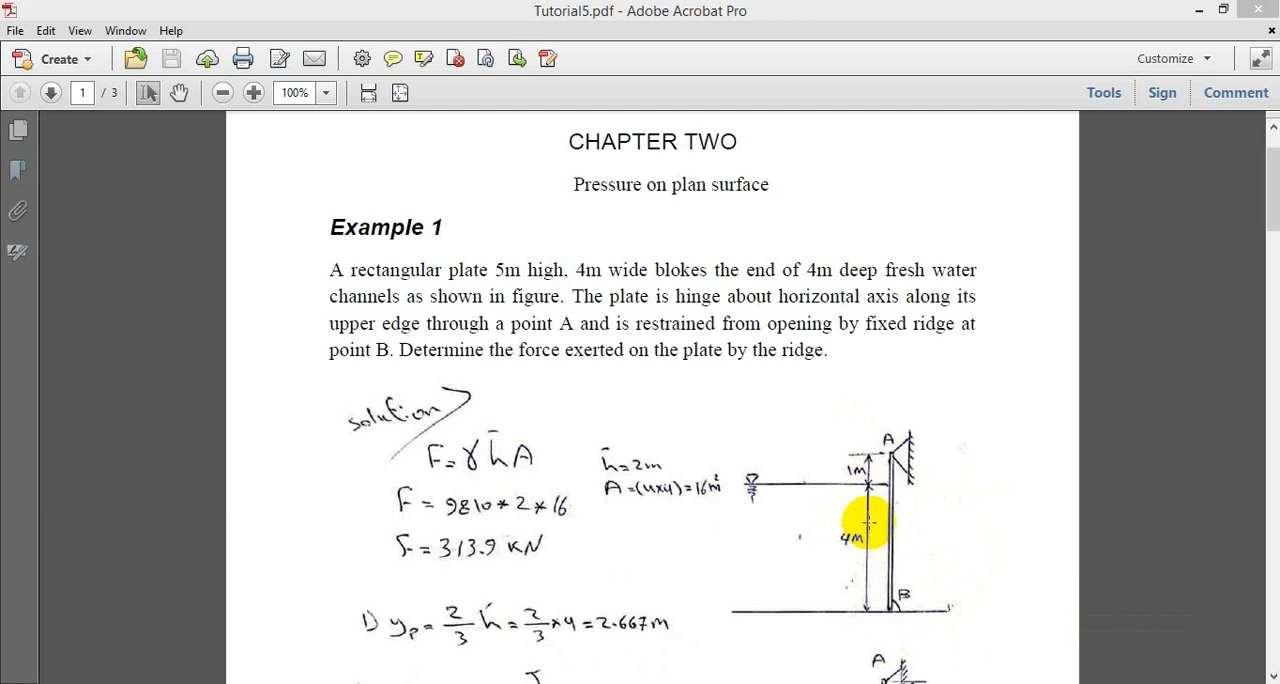 Tutorial5.pdf - Adobe Acrobat Pro
File Edit View Window Help
Create
Customize
1 / 3
100%
Tools Sign Comment
CHAPTER TWO
Pressure on plan surface
Example 1
A rectangular plate 5m high, 4m wide blokes the end of 4m deep fresh water
channels as shown in figure. The plate is hinge about horizontal axis along its
upper edge through a point A and is restrained from opening by fixed ridge at
point B. Determine the force exerted on the plate by the ridge.
solution
F = γ h̄ A
h̄ = 2m
A = (4x4) = 16m²
F = 9810 * 2 * 16
F = 313.9 KN
A
1M
4M
B
1) yp = 2/3 h = 2/3 x 4 = 2.667m
A